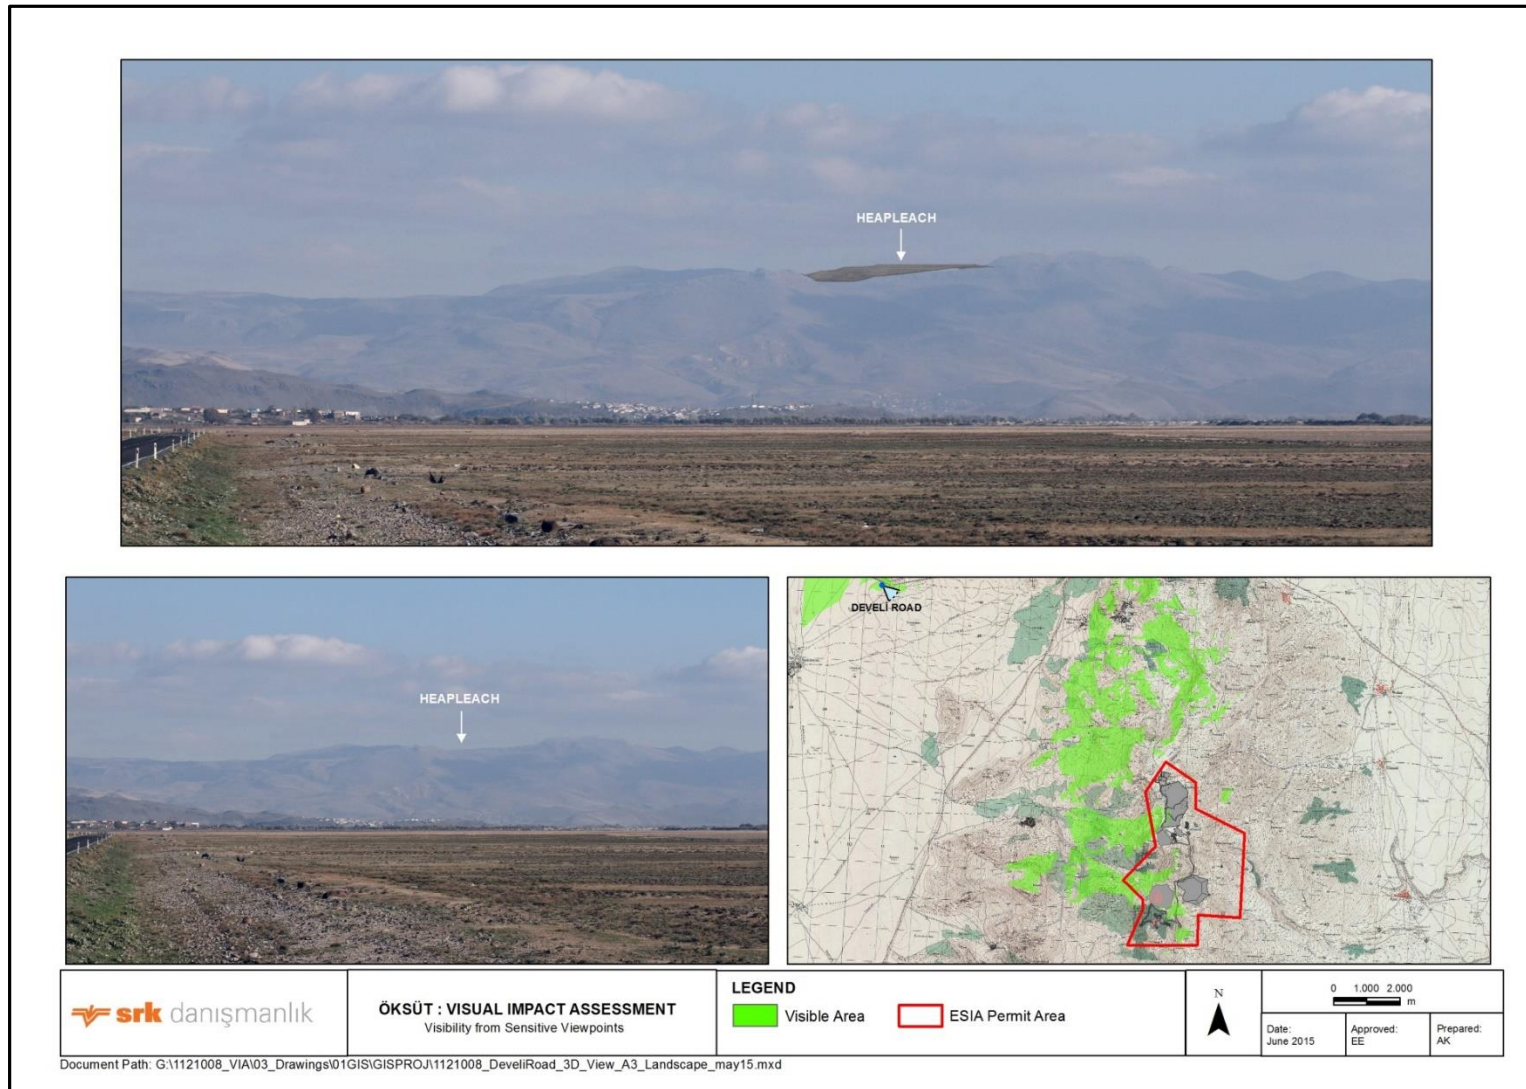 HEAPLEACH
HEAPLEACH
DEVELİ ROAD
srk danışmanlık
ÖKSÜT : VISUAL IMPACT ASSESSMENT
Visibility from Sensitive Viewpoints
LEGEND
Visible Area
ESIA Permit Area
N
0 1.000 2.000
m
Date:
June 2015
Approved:
EE
Prepared:
AK
Document Path: G:\1121008_VIA\03_Drawings\01GIS\GISPROJ\1121008_DeveliRoad_3D_View_A3_Landscape_may15.mxd